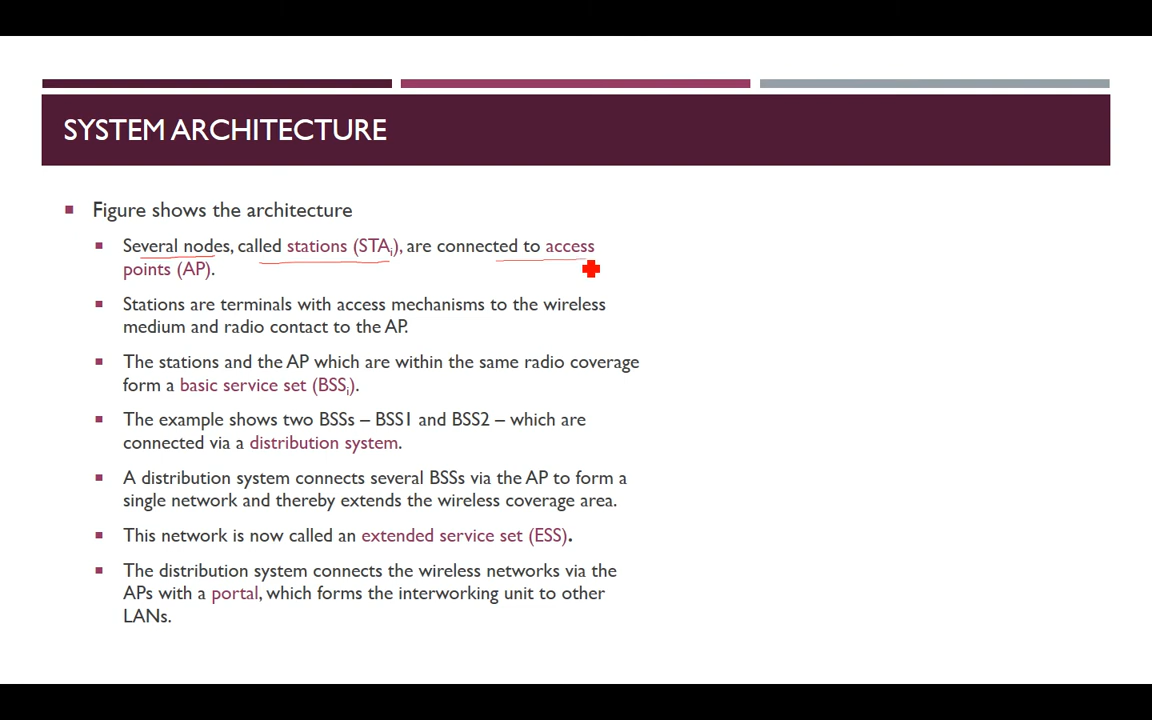 SYSTEM ARCHITECTURE
Figure shows the architecture
Several nodes, called stations (STAi), are connected to access
points (AP).
Stations are terminals with access mechanisms to the wireless
medium and radio contact to the AP.
The stations and the AP which are within the same radio coverage
form a basic service set (BSSi).
The example shows two BSSs – BSS1 and BSS2 – which are
connected via a distribution system.
A distribution system connects several BSSs via the AP to form a
single network and thereby extends the wireless coverage area.
This network is now called an extended service set (ESS).
The distribution system connects the wireless networks via the
APs with a portal, which forms the interworking unit to other
LANs.